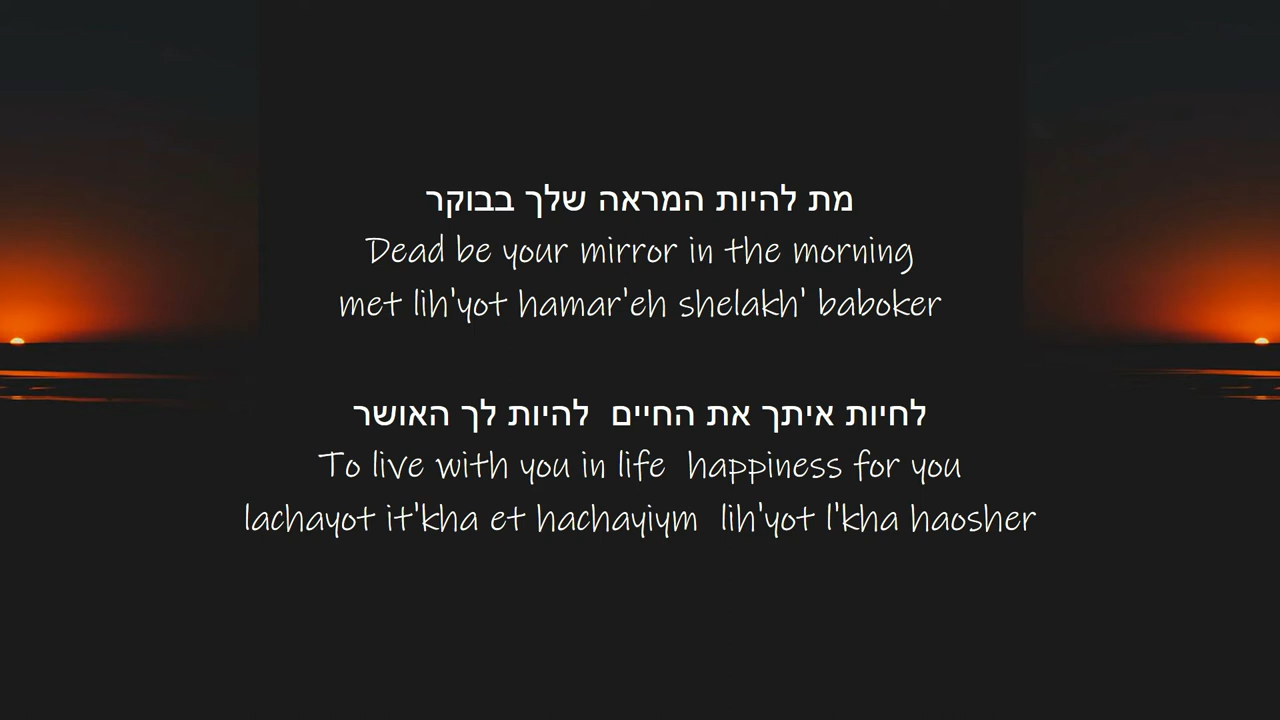 מת להיות המראה שלך בבוקר
Dead be your mirror in the morning
met lih'yot hamar'eh shelakh' baboker
לחיות איתך את החיים  להיות לך האושר
To live with you in life  happiness for you
lachayot it'kha et hachayiym  lih'yot l'kha haosher